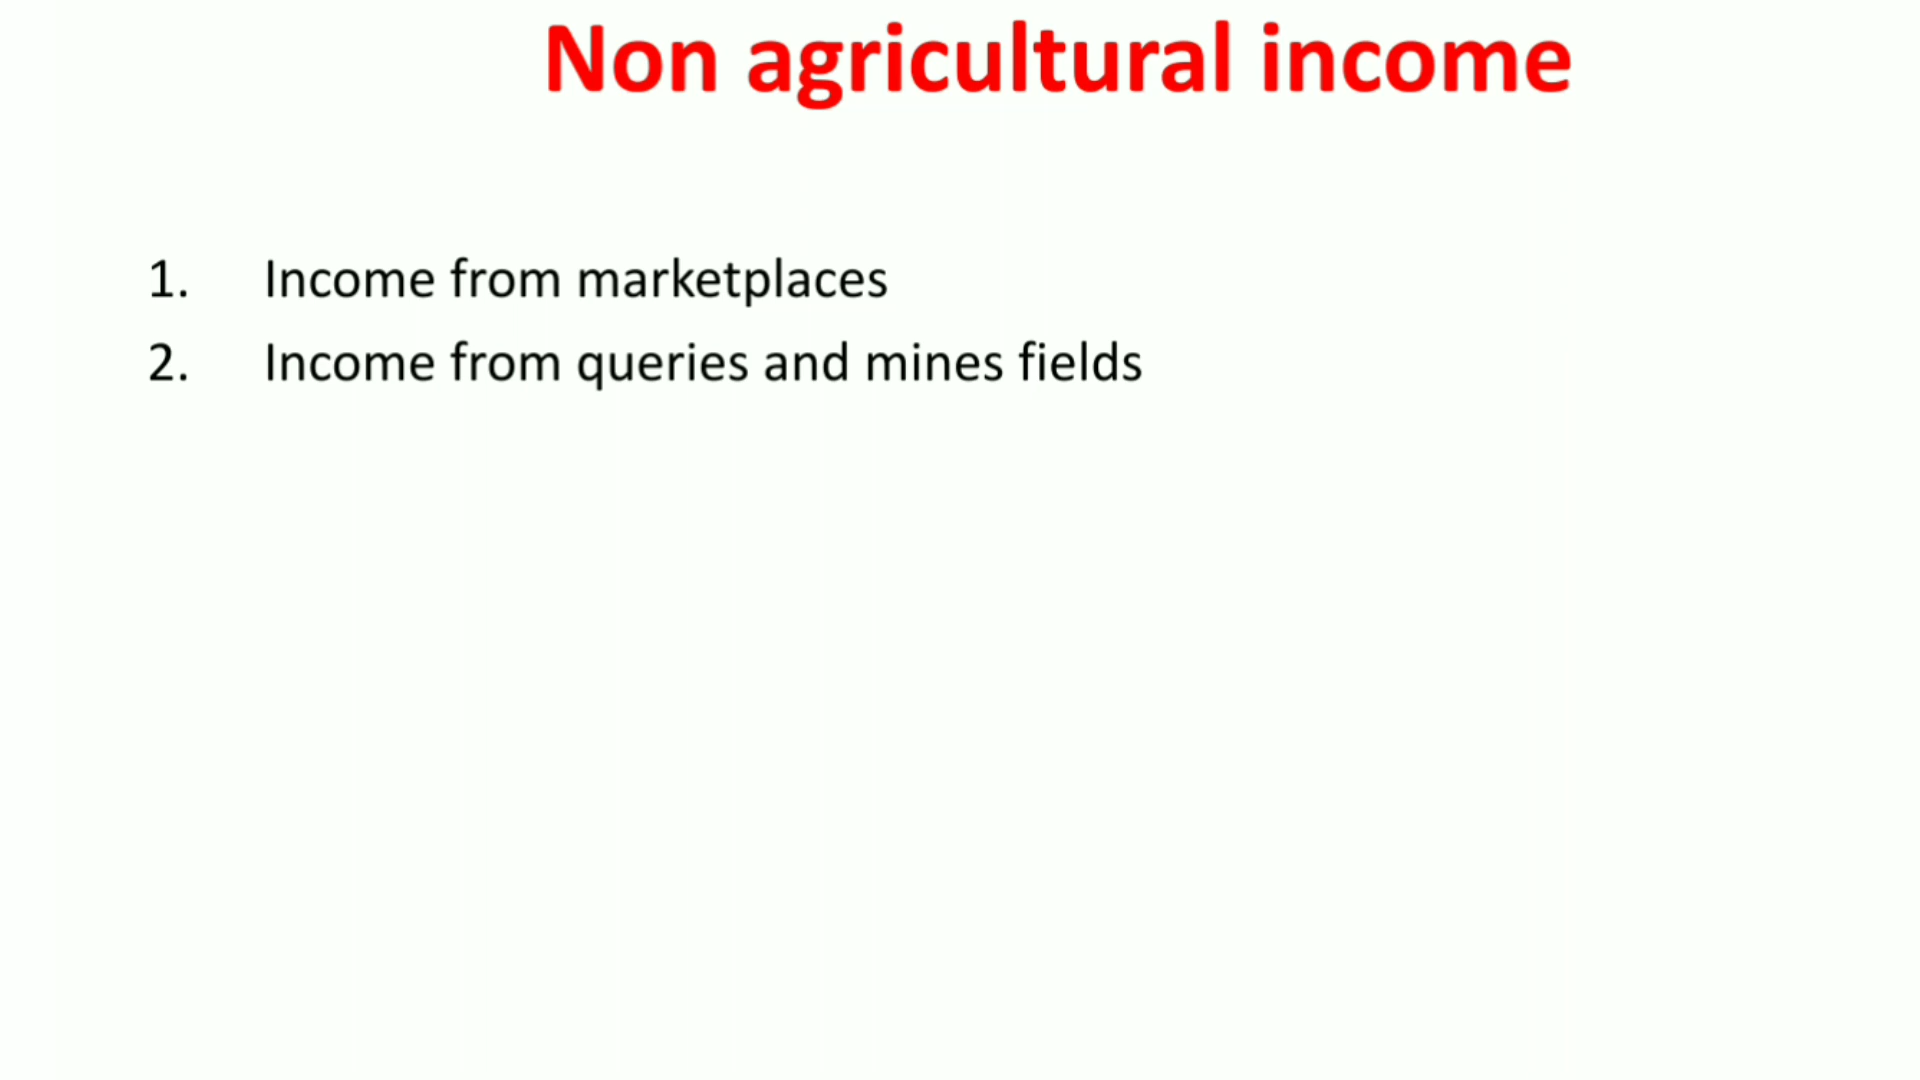 Non agricultural income
1. Income from marketplaces
2. Income from queries and mines fields